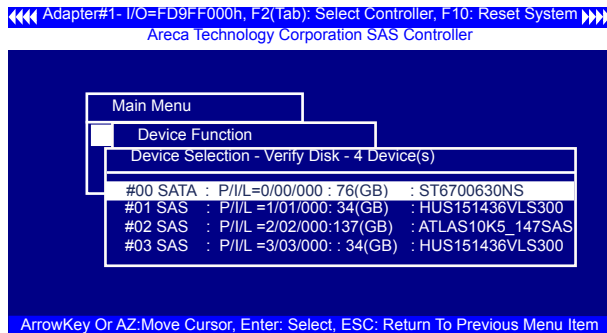 Adapter#1- I/O=FD9FF000h, F2(Tab): Select Controller, F10: Reset System
Areca Technology Corporation SAS Controller
Main Menu
Device Function
Device Selection - Verify Disk - 4 Device(s)
#00 SATA : P/I/L=0/00/000 : 76(GB) : ST6700630NS
#01 SAS : P/I/L =1/01/000: 34(GB) : HUS151436VLS300
#02 SAS : P/I/L =2/02/000:137(GB) : ATLAS10K5_147SAS
#03 SAS : P/I/L =3/03/000: : 34(GB) : HUS151436VLS300
ArrowKey Or AZ:Move Cursor, Enter: Select, ESC: Return To Previous Menu Item